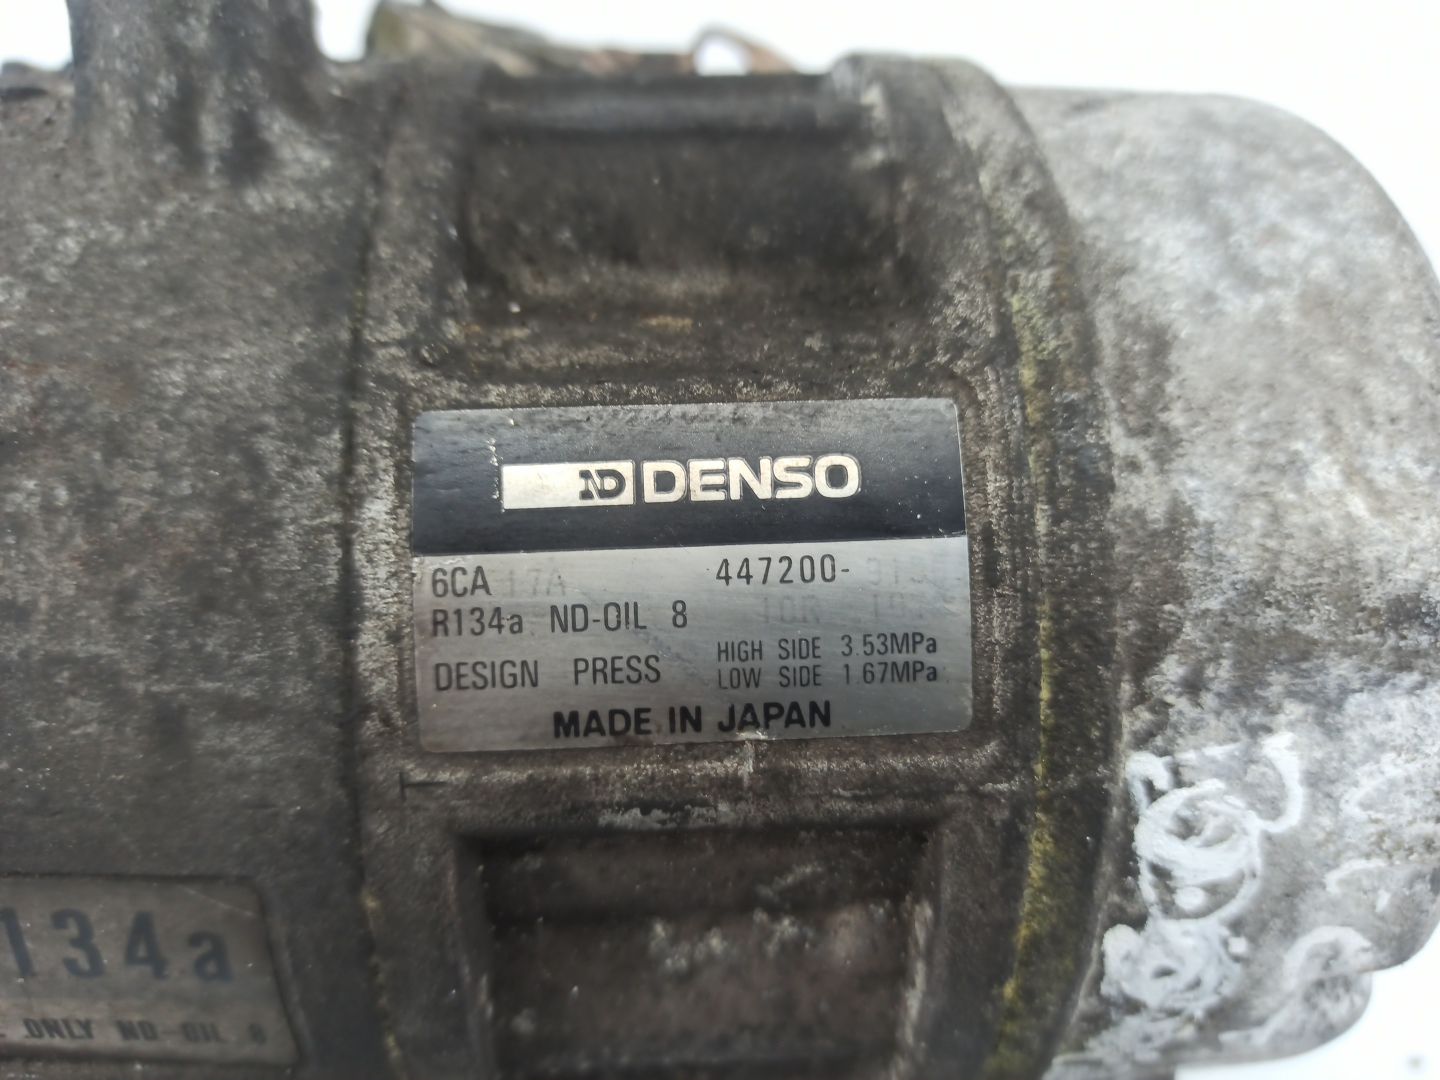 ND DENSO
6CA17A 447200-
R134a ND-OIL 8
DESIGN PRESS HIGH SIDE 3.53MPa
LOW SIDE 1.67MPa
MADE IN JAPAN
134a
ONLY ND-OIL 8